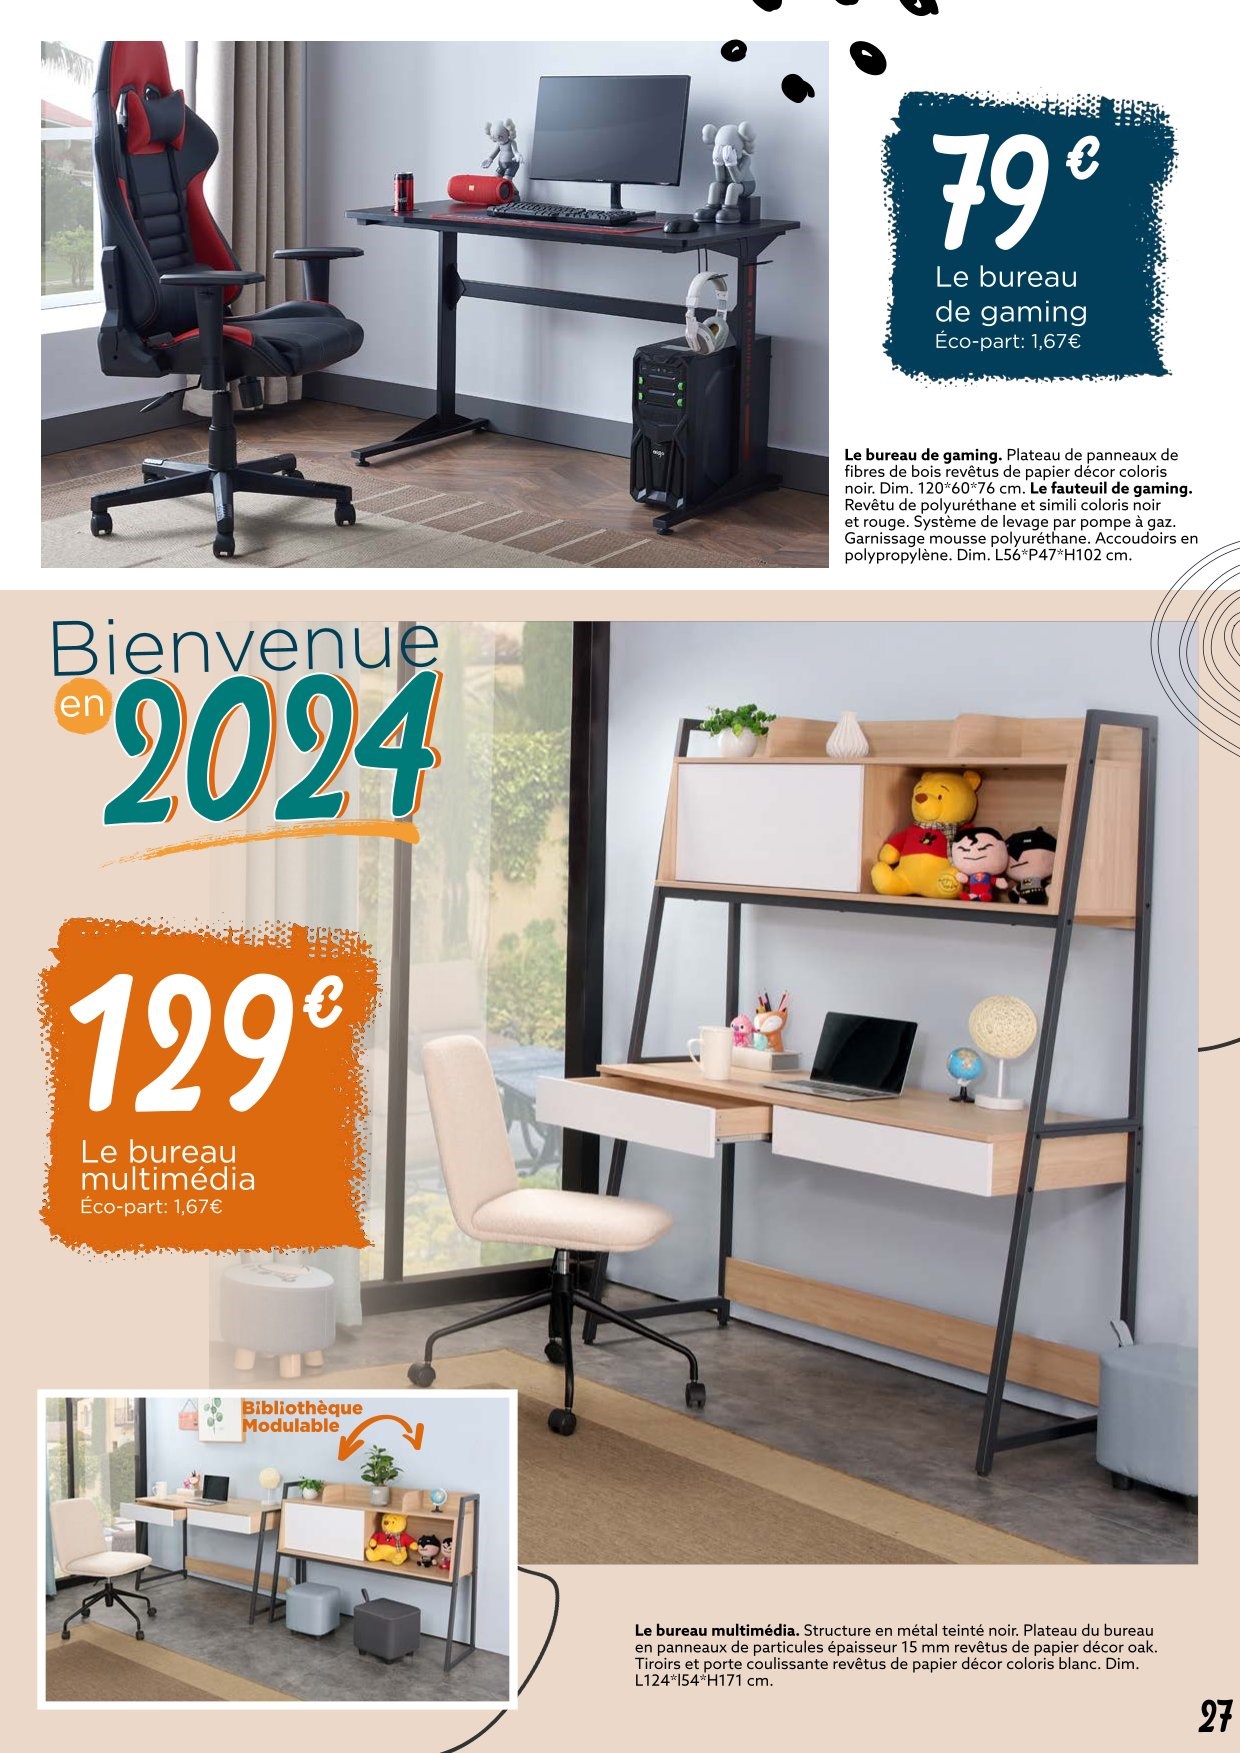 79€
Le bureau
de gaming
Éco-part: 1,67€
Le bureau de gaming. Plateau de panneaux de
fibres de bois revêtus de papier décor coloris
noir. Dim. 120*60*76 cm. Le fauteuil de gaming.
Revêtu de polyuréthane et simili coloris noir
et rouge. Système de levage par pompe à gaz.
Garnissage mousse polyuréthane. Accoudoirs en
polypropylène. Dim. L56*P47*H102 cm.
Bienvenue
en 2024
129€
Le bureau
multimédia
Éco-part: 1,67€
Bibliothèque
Modulable
Le bureau multimédia. Structure en métal teinté noir. Plateau du bureau
en panneaux de particules épaisseur 15 mm revêtus de papier décor oak.
Tiroirs et porte coulissante revêtus de papier décor coloris blanc. Dim.
L124*l54*H171 cm.
27